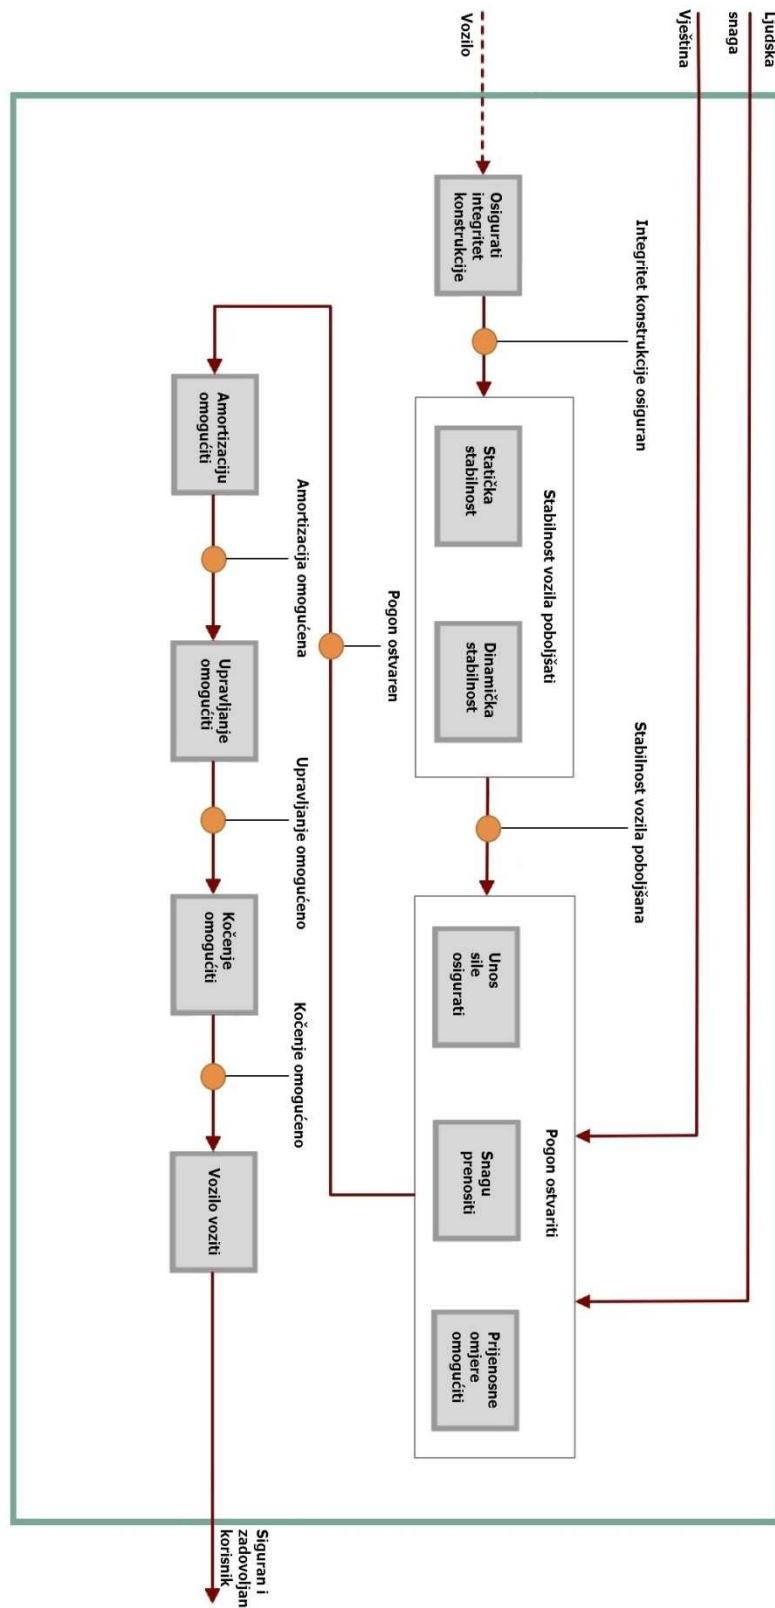 Ljudska
snaga
Vještina
Vozilo
Integritet konstrukcije osiguran
Stabilnost vozila poboljšana
Osigurati
integritet
konstrukcije
Stabilnost vozila poboljšati
Statička
stabilnost
Dinamička
stabilnost
Pogon ostvariti
Unos
sile
osigurati
Snagu
prenositi
Prijenosne
omjere
omogućiti
Pogon ostvaren
Amortizacija omogućena
Upravljanje omogućeno
Kočenje omogućeno
Amortizaciju
omogućiti
Upravljanje
omogućiti
Kočenje
omogućiti
Vozilo voziti
Siguran i
zadovoljan
korisnik